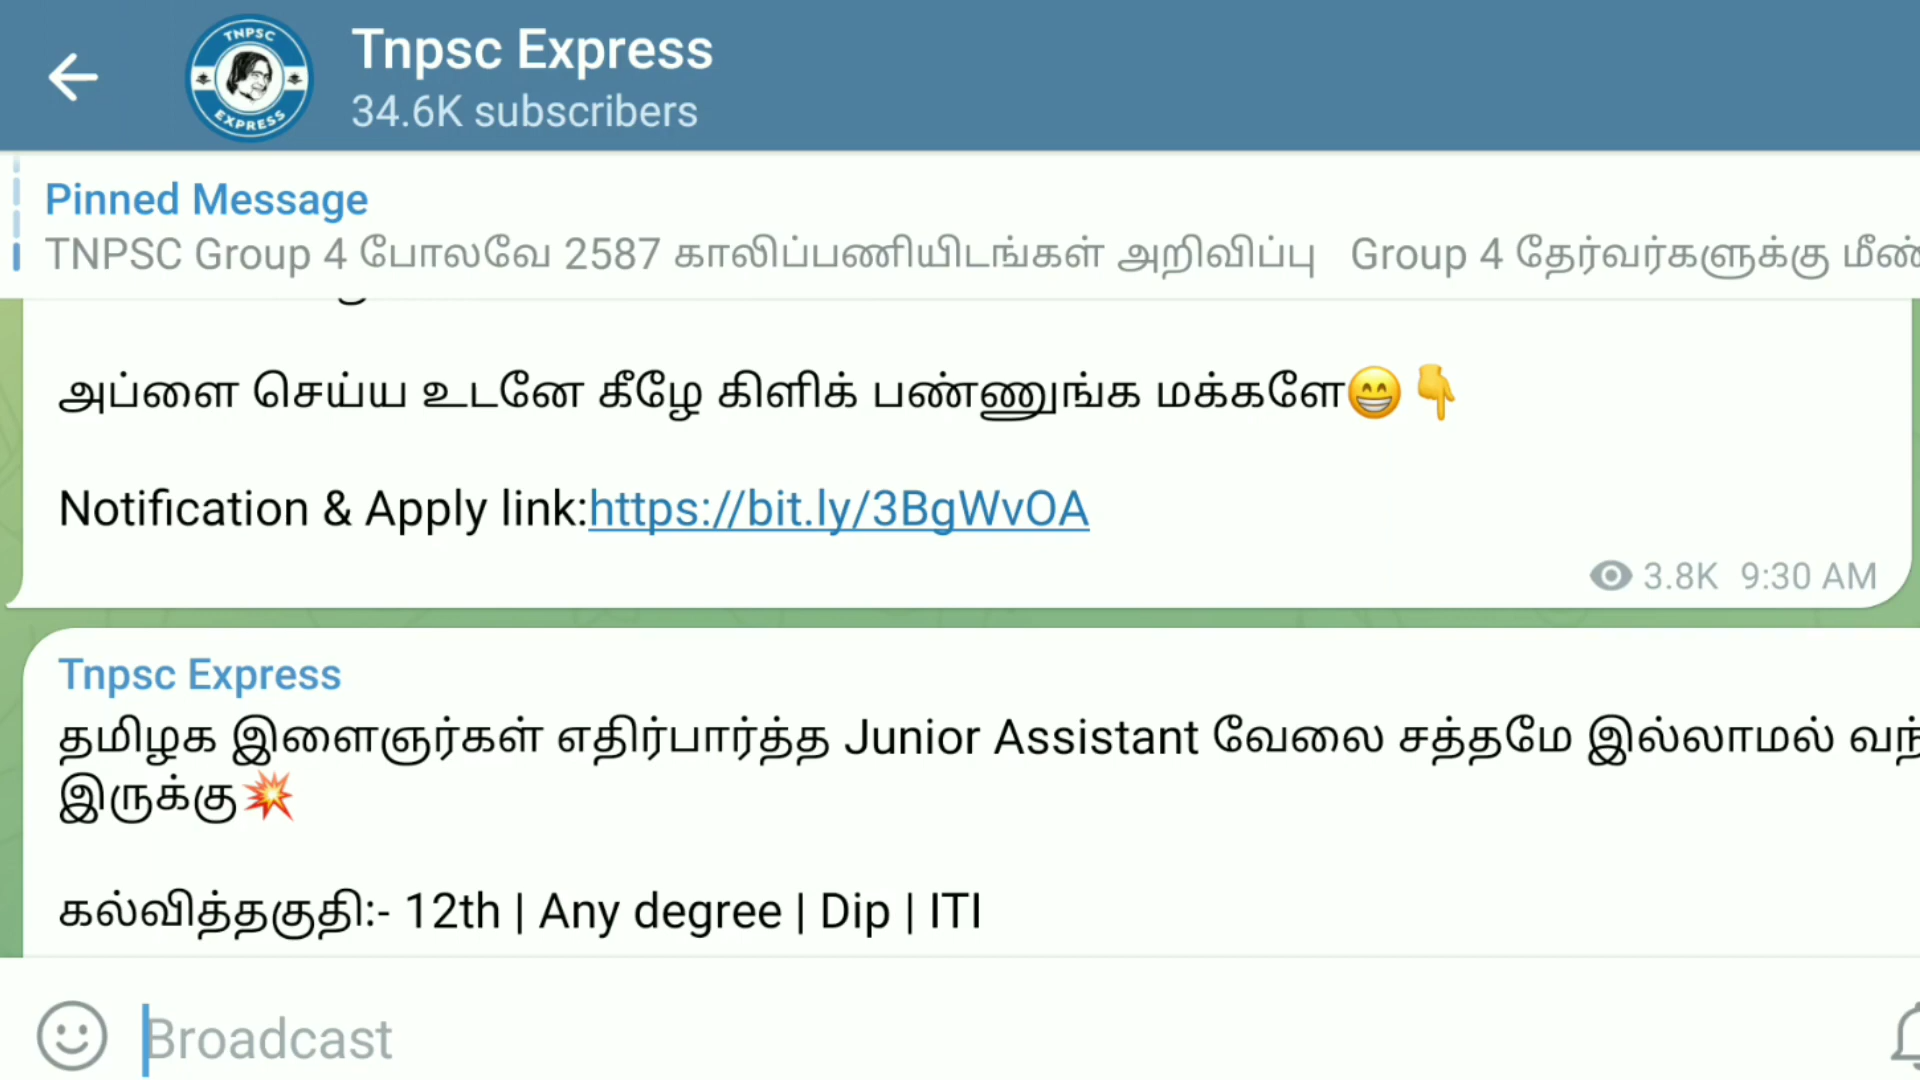 TNPSC
EXPRESS
Tnpsc Express
34.6K subscribers
Pinned Message
TNPSC Group 4 போலவே 2587 காலிப்பணியிடங்கள் அறிவிப்பு Group 4 தேர்வர்களுக்கு
அப்ளை செய்ய உடனே கீழே கிளிக் பண்ணுங்க மக்களே😁👇
Notification & Apply link:https://bit.ly/3BgWvOA
3.8K 9:30 AM
Tnpsc Express
தமிழக இளைஞர்கள் எதிர்பார்த்த Junior Assistant வேலை சத்தமே இல்லாமல்
இருக்கு💥
கல்வித்தகுதி:- 12th | Any degree | Dip | ITI
Broadcast